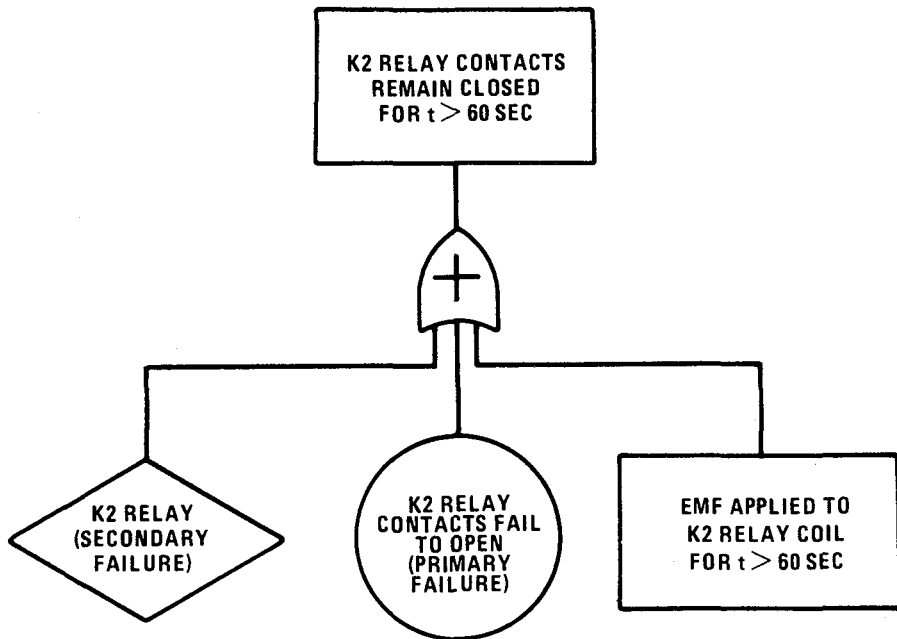 K2 RELAY CONTACTS
REMAIN CLOSED
FOR t > 60 SEC
+
K2 RELAY
(SECONDARY
FAILURE)
K2 RELAY
CONTACTS FAIL
TO OPEN
(PRIMARY
FAILURE)
EMF APPLIED TO
K2 RELAY COIL
FOR t > 60 SEC